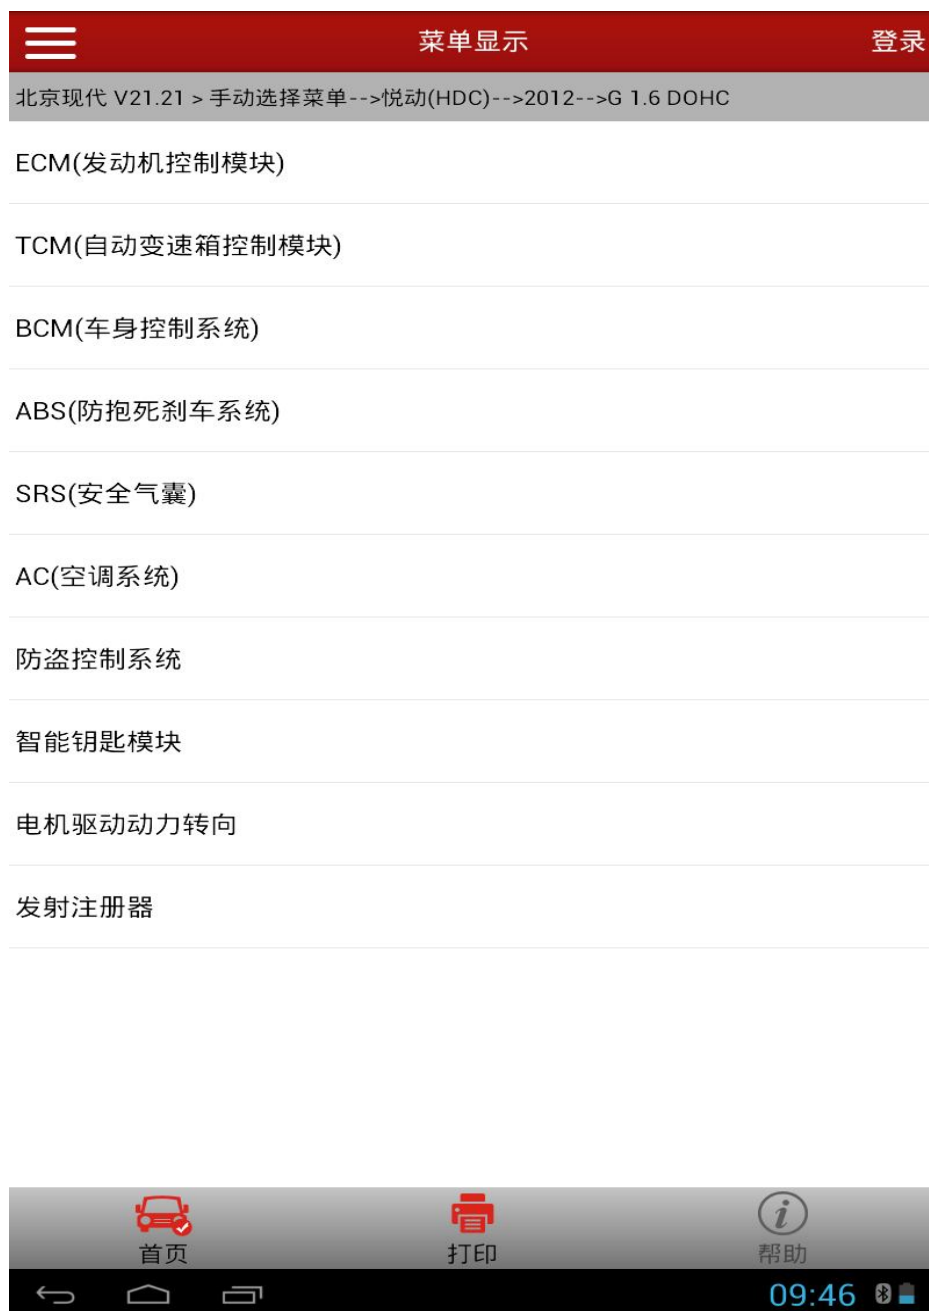 菜单显示
登录
北京现代 V21.21 > 手动选择菜单-->悦动(HDC)-->2012-->G 1.6 DOHC
ECM(发动机控制模块)
TCM(自动变速箱控制模块)
BCM(车身控制系统)
ABS(防抱死刹车系统)
SRS(安全气囊)
AC(空调系统)
防盗控制系统
智能钥匙模块
电机驱动动力转向
发射注册器
首页
打印
帮助
09:46